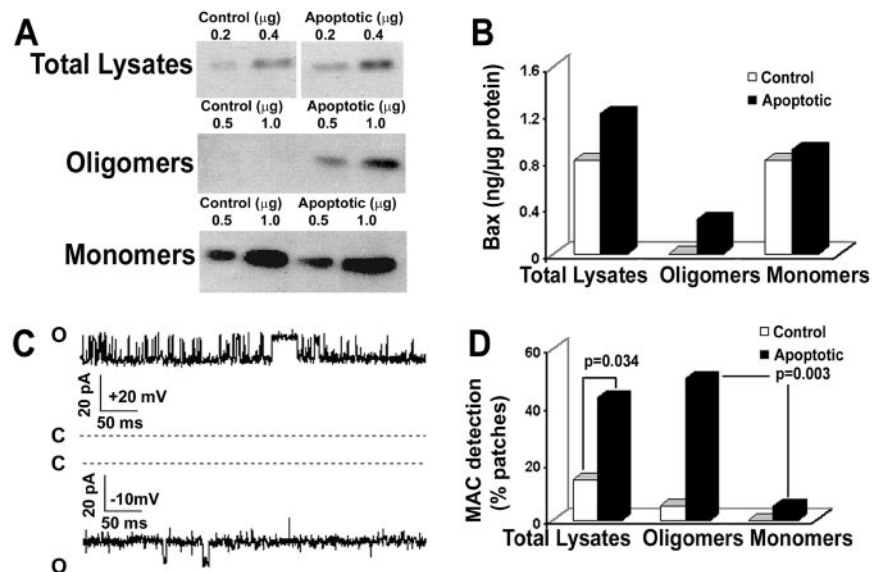 A
Control (μg) Apoptotic (μg)
0.2 0.4 0.2 0.4
Total Lysates
Control (μg) Apoptotic (μg)
0.5 1.0 0.5 1.0
Oligomers
Control (μg) Apoptotic (μg)
0.5 1.0 0.5 1.0
Monomers
B
Bax (ng/μg protein)
1.6
1.2
0.8
0.4
0
Control
Apoptotic
Total Lysates Oligomers Monomers
C
O
20 pA
+20 mV
50 ms
C
C
20 pA
-10mV
50 ms
O
D
MAC detection
(% patches)
60
40
20
0
Control
Apoptotic
p=0.034
p=0.003
Total Lysates Oligomers Monomers